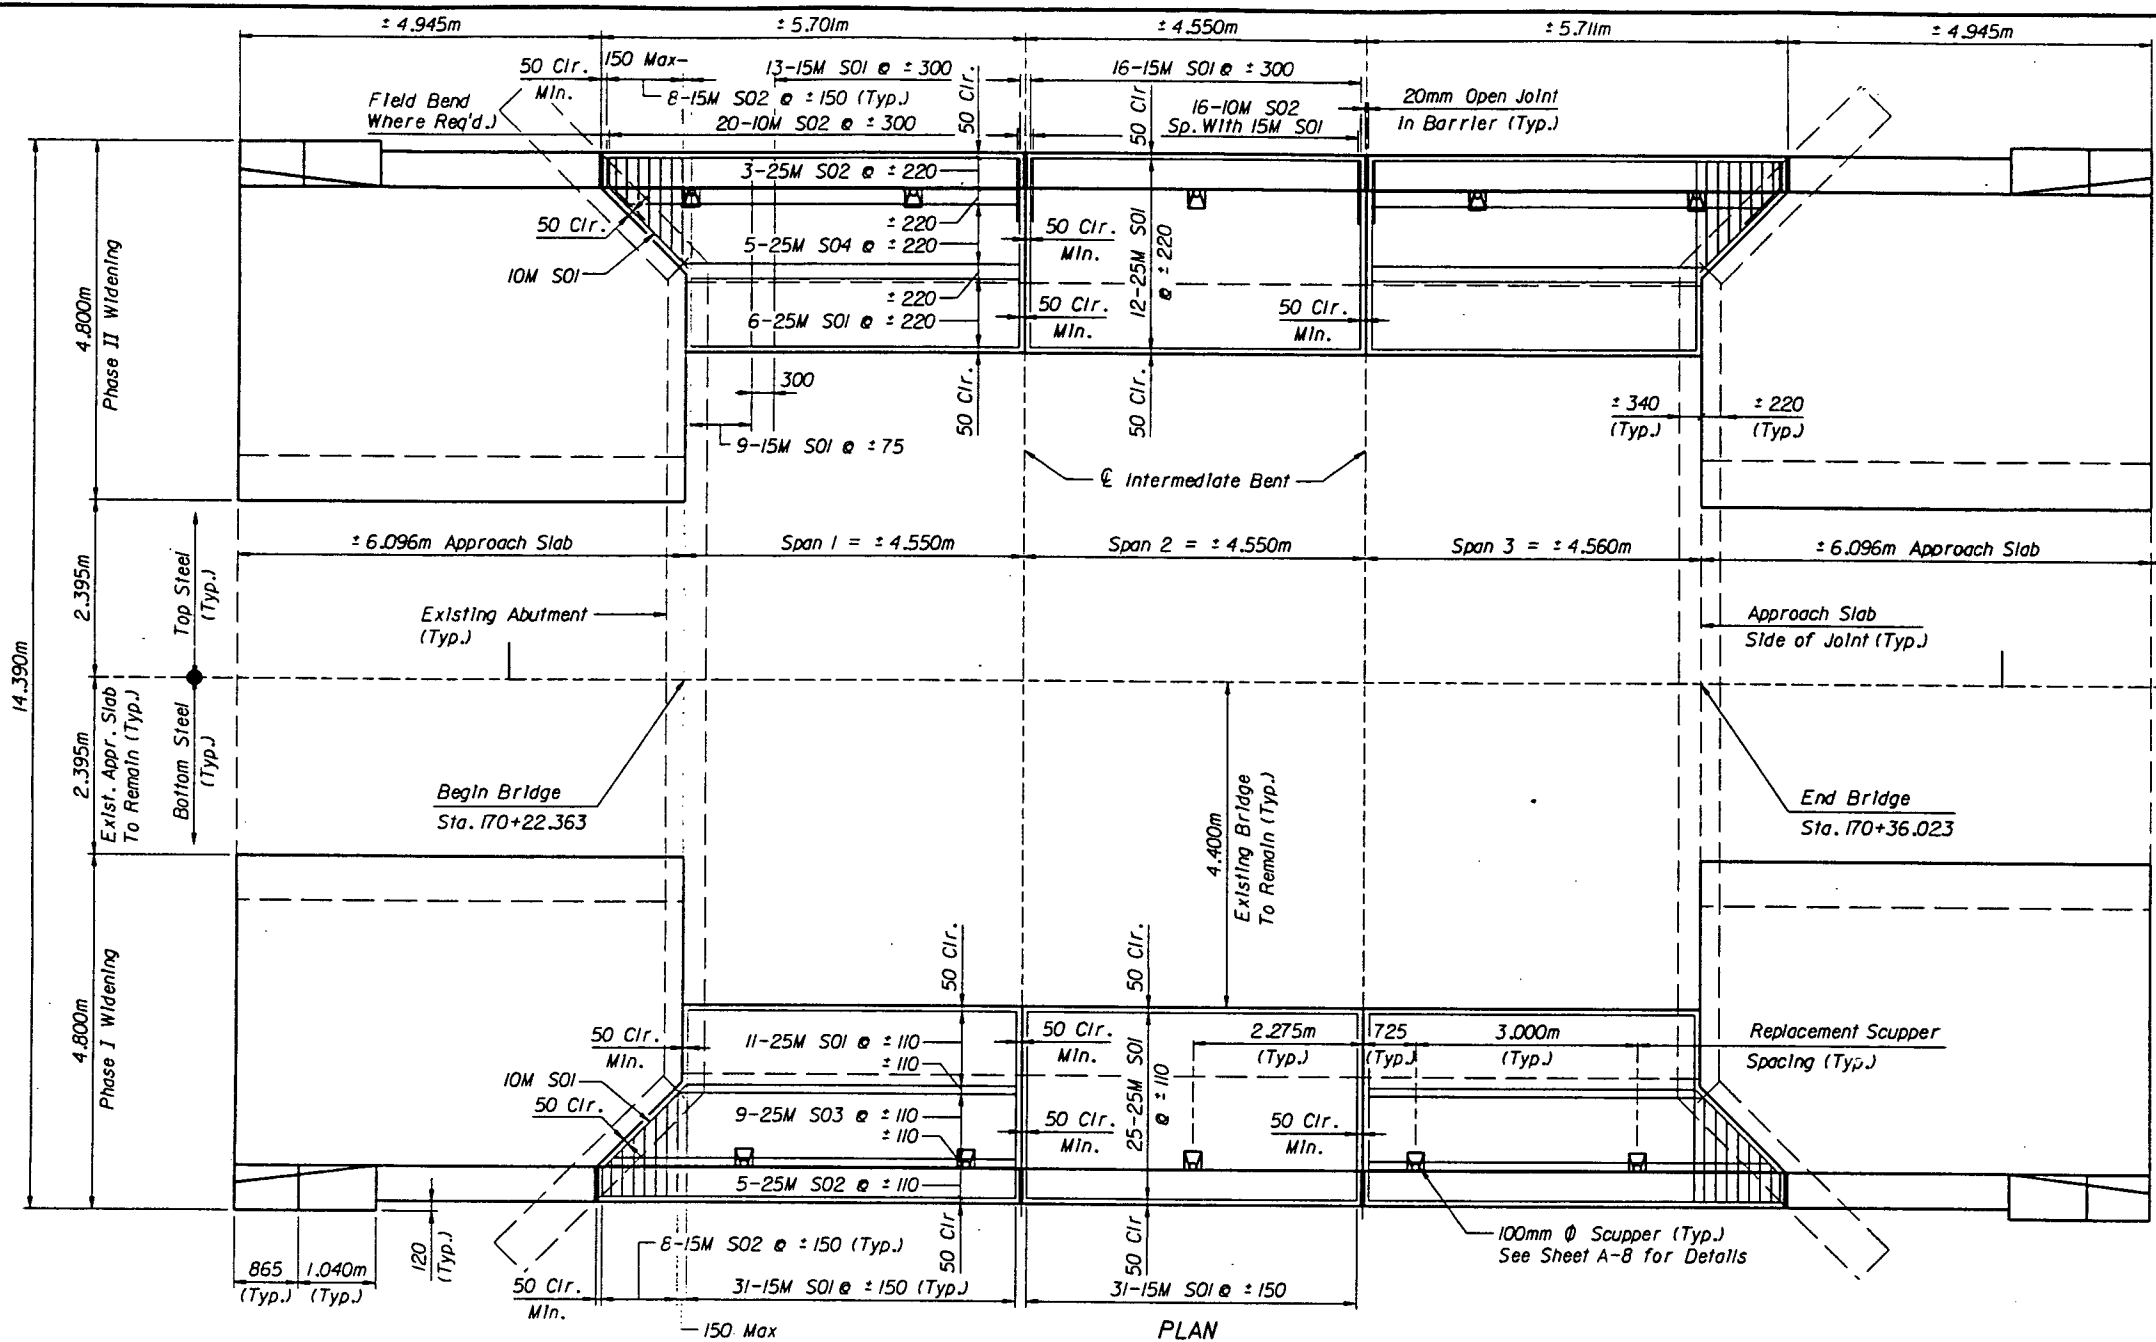 ± 4.945m
± 5.701m
± 4.550m
± 5.711m
± 4.945m
50 Clr.
Min.
150 Max
13-15M S01 @ ± 300
16-15M S01 @ ± 300
8-15M S02 @ ± 150 (Typ.)
Field Bend
Where Req'd.
20-10M S02 @ ± 300
50 Clr.
50 Clr.
16-10M S02
Sp. With 15M S01
20mm Open Joint
In Barrier (Typ.)
3-25M S02 @ ± 220
± 220
50 Clr.
5-25M S04 @ ± 220
10M S01
± 220
6-25M S01 @ ± 220
50 Clr.
Min.
50 Clr.
Min.
12-25M S01
@ ± 220
50 Clr.
Min.
4.800m
Phase II Widening
300
50 Clr.
50 Clr.
9-15M S01 @ ± 75
± 340
(Typ.)
± 220
(Typ.)
℄ Intermediate Bent
± 6.096m Approach Slab
Span 1 = ± 4.550m
Span 2 = ± 4.550m
Span 3 = ± 4.560m
± 6.096m Approach Slab
14.390m
2.395m
Top Steel
(Typ.)
Existing Abutment
(Typ.)
Approach Slab
Side of Joint (Typ.)
2.395m
Exist. Appr. Slab
To Remain (Typ.)
Bottom Steel
(Typ.)
Begin Bridge
Sta. 170+22.363
4.400m
Existing Bridge
To Remain (Typ.)
End Bridge
Sta. 170+36.023
4.800m
Phase I Widening
50 Clr.
50 Clr.
50 Clr.
Min.
11-25M S01 @ ± 110
± 110
50 Clr.
Min.
25-25M S01
@ ± 110
2.275m
(Typ.)
725
(Typ.)
3.000m
(Typ.)
Replacement Scupper
Spacing (Typ.)
10M S01
50 Clr.
9-25M S03 @ ± 110
± 110
50 Clr.
Min.
50 Clr.
Min.
5-25M S02 @ ± 110
120
(Typ.)
50 Clr.
50 Clr
8-15M S02 @ ± 150 (Typ.)
100mm Φ Scupper (Typ.)
See Sheet A-8 for Details
865
(Typ.)
1.040m
(Typ.)
50 Clr.
Min.
31-15M S01 @ ± 150 (Typ.)
31-15M S01 @ ± 150
150 Max
PLAN